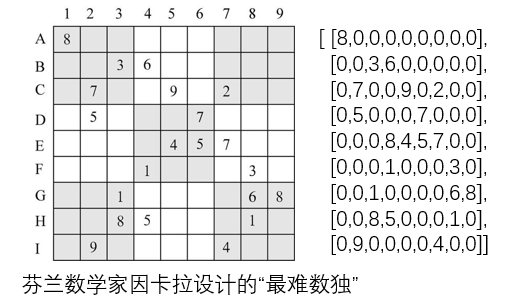 1 2 3 4 5 6 7 8 9
A 8
B 3 6
C 7 9 2
D 5 7
E 4 5 7
F 1 3
G 1 6 8
H 8 5 1
I 9 4
[ [8,0,0,0,0,0,0,0,0],
[0,0,3,6,0,0,0,0,0],
[0,7,0,0,9,0,2,0,0],
[0,5,0,0,0,7,0,0,0],
[0,0,0,8,4,5,7,0,0],
[0,0,0,1,0,0,0,3,0],
[0,0,1,0,0,0,0,6,8],
[0,0,8,5,0,0,0,1,0],
[0,9,0,0,0,0,4,0,0]]
芬兰数学家因卡拉设计的“最难数独”